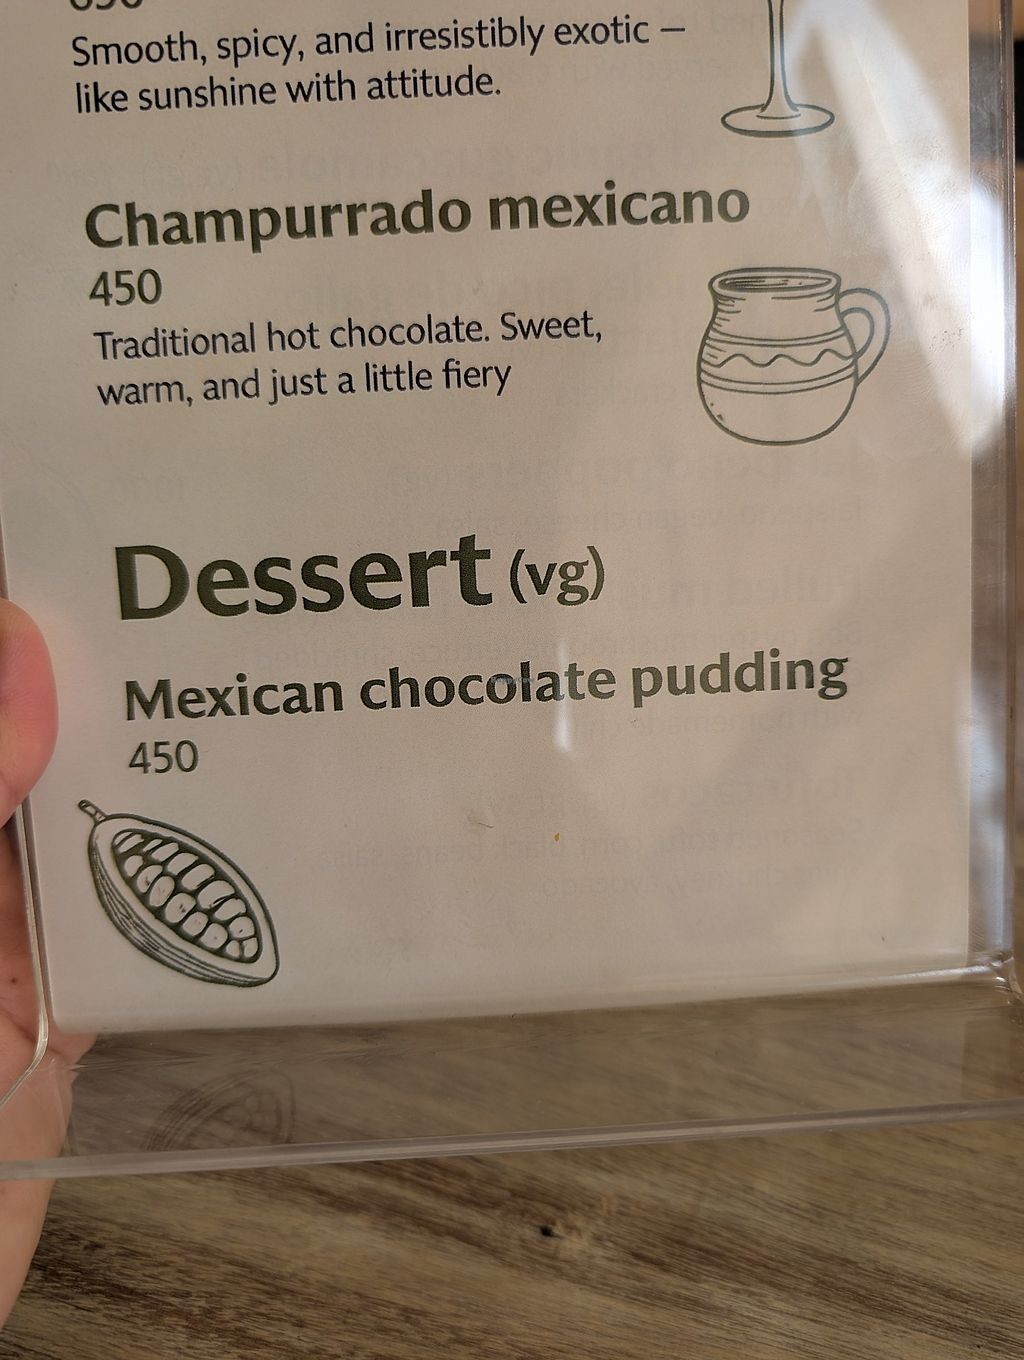 Smooth, spicy, and irresistibly exotic –
like sunshine with attitude.
Champurrado mexicano
450
Traditional hot chocolate. Sweet,
warm, and just a little fiery
Dessert (vg)
Mexican chocolate pudding
450